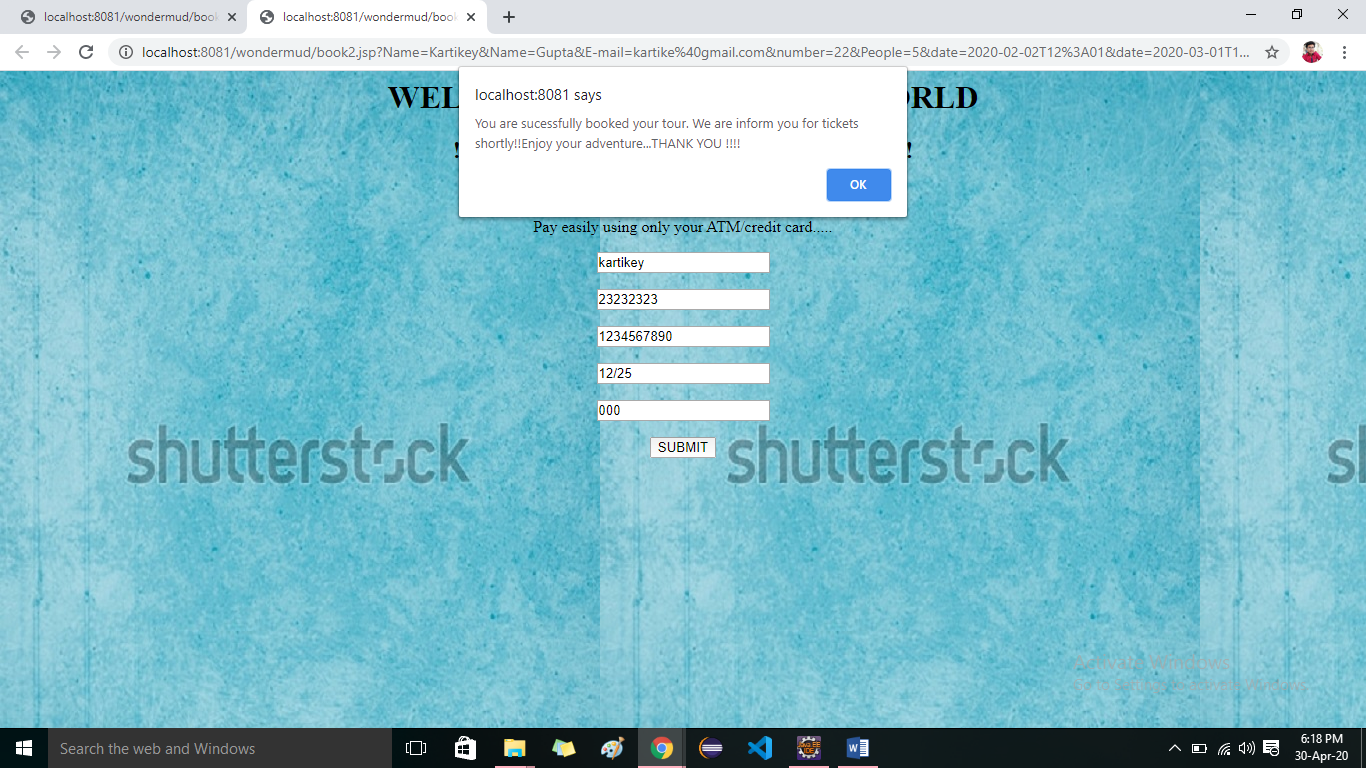 localhost:8081/wondermud/book
localhost:8081/wondermud/book
localhost:8081/wondermud/book2.jsp?Name=Kartikey&Name=Gupta&E-mail=kartike%40gmail.com&number=22&People=5&date=2020-02-02T12%3A01&date=2020-03-01T1...
localhost:8081 says
You are sucessfully booked your tour. We are inform you for tickets
shortly!!Enjoy your adventure...THANK YOU !!!!
OK
Pay easily using only your ATM/credit card.....
kartikey
23232323
1234567890
12/25
000
SUBMIT
shutterstock shutterstock
Activate Windows
Search the web and Windows
6:18 PM
30-Apr-20